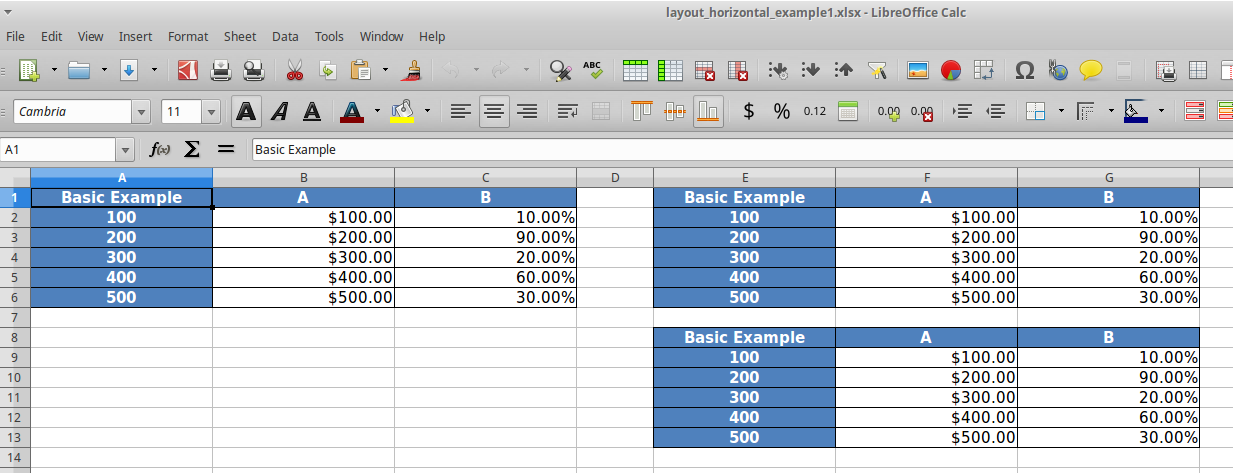 layout_horizontal_example1.xlsx - LibreOffice Calc
File Edit View Insert Format Sheet Data Tools Window Help
ABC
Cambria 11 A A A A $ % 0.12 0.00 0.00
A1 f(x) Σ = Basic Example
A B C D E F G
1 Basic Example A B Basic Example A B
2 100 $100.00 10.00% 100 $100.00 10.00%
3 200 $200.00 90.00% 200 $200.00 90.00%
4 300 $300.00 20.00% 300 $300.00 20.00%
5 400 $400.00 60.00% 400 $400.00 60.00%
6 500 $500.00 30.00% 500 $500.00 30.00%
7
8 Basic Example A B
9 100 $100.00 10.00%
10 200 $200.00 90.00%
11 300 $300.00 20.00%
12 400 $400.00 60.00%
13 500 $500.00 30.00%
14